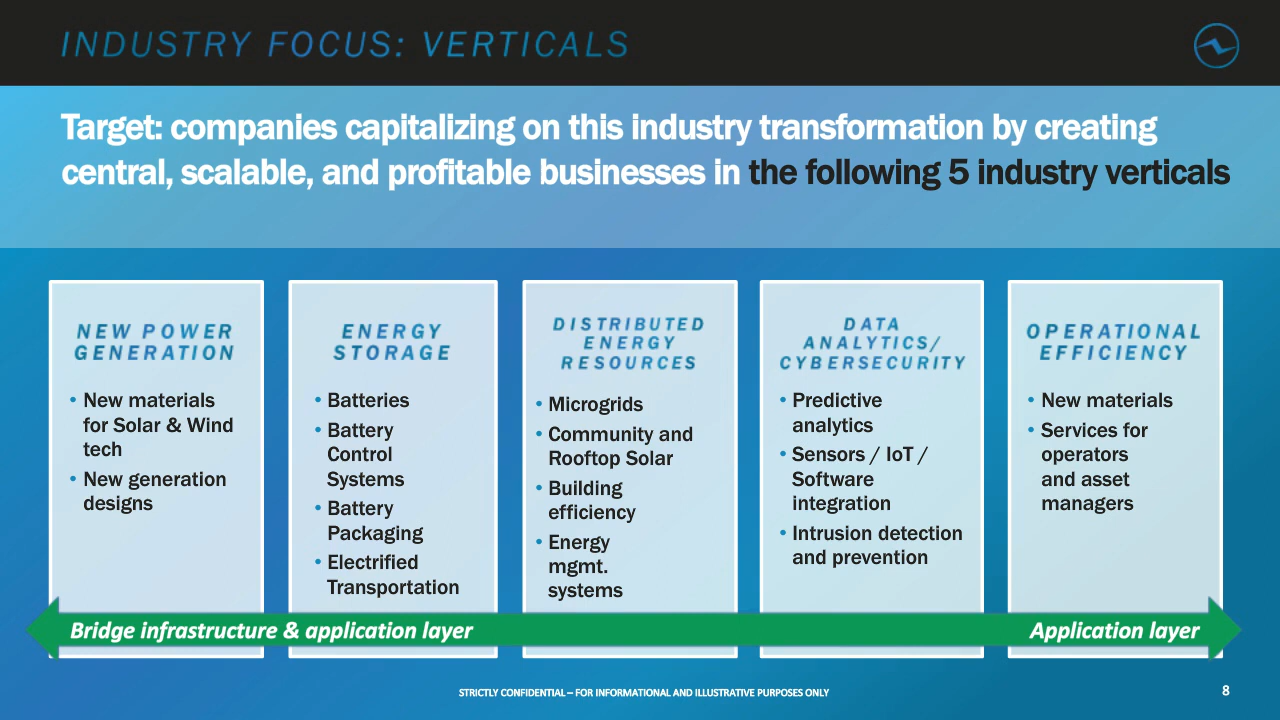 INDUSTRY FOCUS: VERTICALS
Target: companies capitalizing on this industry transformation by creating
central, scalable, and profitable businesses in the following 5 industry verticals
NEW POWER
GENERATION
• New materials
for Solar & Wind
tech
• New generation
designs
ENERGY
STORAGE
• Batteries
• Battery
Control
Systems
• Battery
Packaging
• Electrified
Transportation
DISTRIBUTED
ENERGY
RESOURCES
• Microgrids
• Community and
Rooftop Solar
• Building
efficiency
• Energy
mgmt.
systems
DATA
ANALYTICS/
CYBERSECURITY
• Predictive
analytics
• Sensors / IoT /
Software
integration
• Intrusion detection
and prevention
OPERATIONAL
EFFICIENCY
• New materials
• Services for
operators
and asset
managers
Bridge infrastructure & application layer
Application layer
STRICTLY CONFIDENTIAL – FOR INFORMATIONAL AND ILLUSTRATIVE PURPOSES ONLY
8